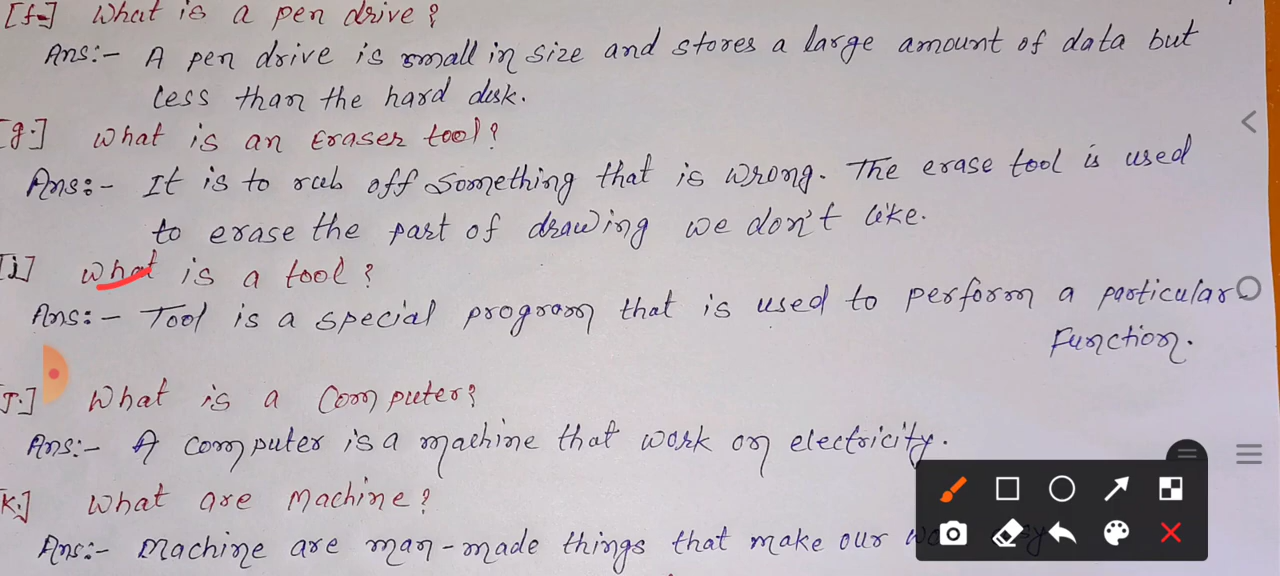 [f-] What is a pen drive?
Ans:- A pen drive is small in size and stores a large amount of data but
less than the hard disk.
[g.] What is an Eraser tool?
Ans:- It is to rub off something that is wrong. The erase tool is used
to erase the part of drawing we don't like.
[i] What is a tool?
Ans:- Tool is a special program that is used to perform a particular
Function.
[J.] What is a Computer?
Ans:- A computer is a machine that work on electricity.
[K.] What are Machine?
Ans:- Machine are man-made things that make our